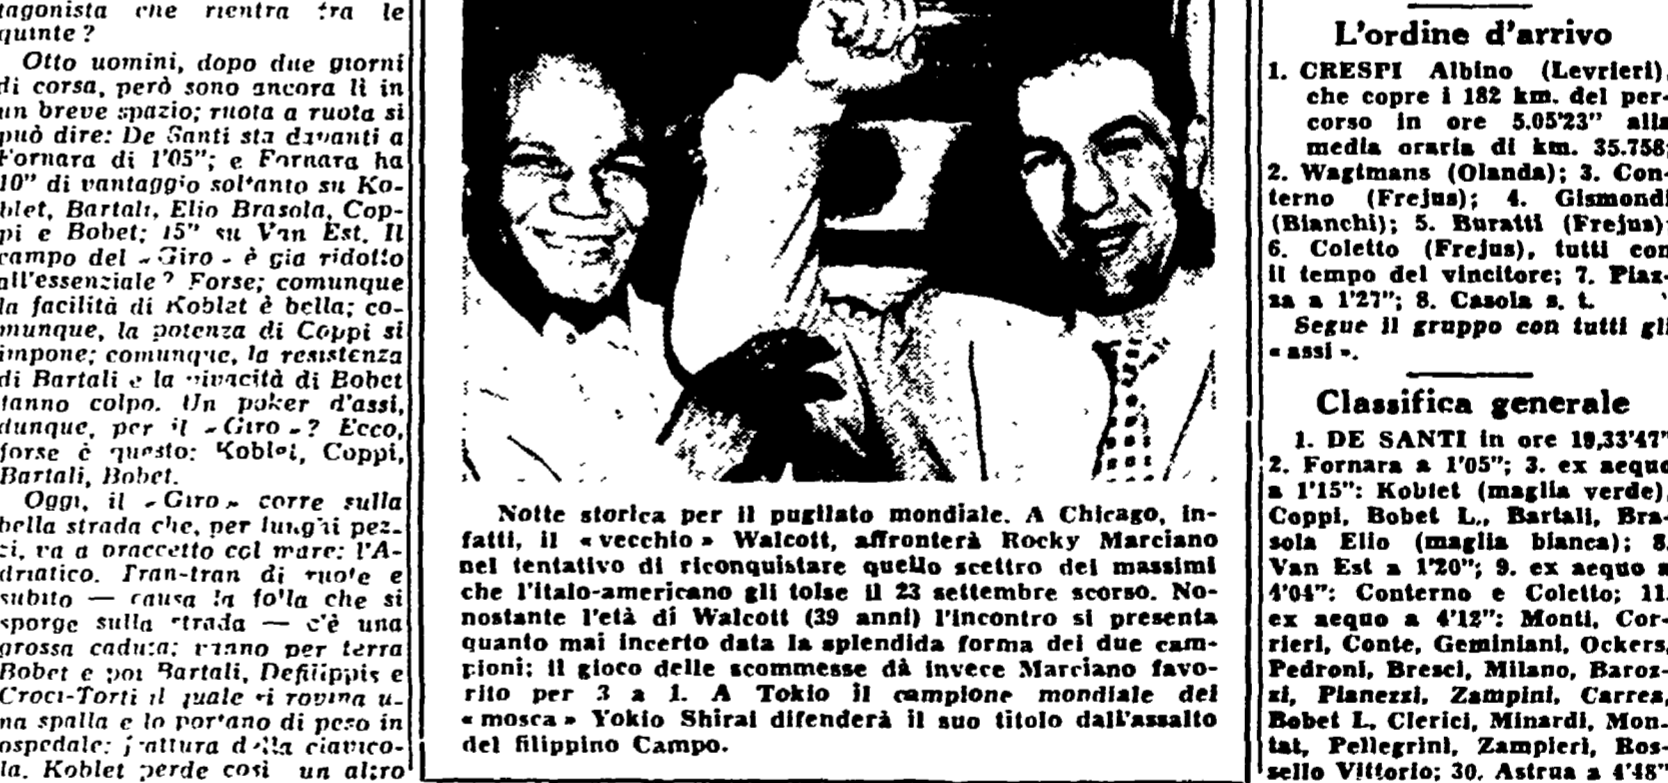 tagonista che rientra fra le
quinte?
Otto uomini, dopo due giorni
di corsa, però sono ancora lì in
un breve spazio; ruota a ruota si
può dire: De Santi sta davanti a
Fornara di 1'05"; e Fornara ha
10" di vantaggio soltanto su Ko-
blet, Bartali, Elio Brasola, Cop-
pi e Bobet; 15" su Van Est. Il
campo del «Giro» è già ridotto
all'essenziale? Forse; comunque
la facilità di Koblet è bella; co-
munque, la potenza di Coppi si
impone; comunque, la resistenza
di Bartali e la vivacità di Bobet
fanno colpo. Un poker d'assi,
dunque, per il «Giro»? Ecco,
forse è questo: Koblet, Coppi,
Bartali, Bobet.
Oggi, il «Giro» corre sulla
bella strada che, per lunghi pez-
zi, va a braccetto col mare: l'A-
driatico. Tran-tran di ruote e
subito — causa la folla che si
sporge sulla strada — c'è una
grossa caduta; vanno per terra
Bobet e poi Bartali, Defilippis e
Croci-Torti il quale si rovina u-
na spalla e lo portano di peso in
ospedale: frattura della clavico-
la. Koblet perde così un altro
Notte storica per il pugilato mondiale. A Chicago, in-
fatti, il «vecchio» Walcott, affronterà Rocky Marciano
nel tentativo di riconquistare quello scettro dei massimi
che l'italo-americano gli tolse il 23 settembre scorso. No-
nostante l'età di Walcott (39 anni) l'incontro si presenta
quanto mai incerto data la splendida forma dei due cam-
pioni; il gioco delle scommesse dà invece Marciano favo-
rito per 3 a 1. A Tokio il campione mondiale dei
«mosca» Yokio Shirai difenderà il suo titolo dall'assalto
del filippino Campo.
L'ordine d'arrivo
1. CRESPI Albino (Levrieri),
che copre i 182 km. del per-
corso in ore 5.05'23" alla
media oraria di km. 35.758;
2. Wagtmans (Olanda); 3. Con-
terno (Frejus); 4. Gismondi
(Bianchi); 5. Buratti (Frejus);
6. Coletto (Frejus), tutti con
il tempo del vincitore; 7. Piaz-
za a 1'27"; 8. Casola s. t.
Segue il gruppo con tutti gli
«assi».
Classifica generale
1. DE SANTI in ore 19,33'47"
2. Fornara a 1'05"; 3. ex aequo
a 1'15": Koblet (maglia verde),
Coppi, Bobet L., Bartali, Bra-
sola Elio (maglia bianca); 8.
Van Est a 1'20"; 9. ex aequo a
4'04": Conterno e Coletto; 11.
ex aequo a 4'12": Monti, Cor-
rieri, Conte, Geminiani, Ockers,
Pedroni, Bresci, Milano, Baroz-
zi, Pianezzi, Zampini, Carrea,
Bobet L. Clerici, Minardi, Mon-
tat, Pellegrini, Zampieri, Ros-
sello Vittorio; 30. Astrua a 4'48"